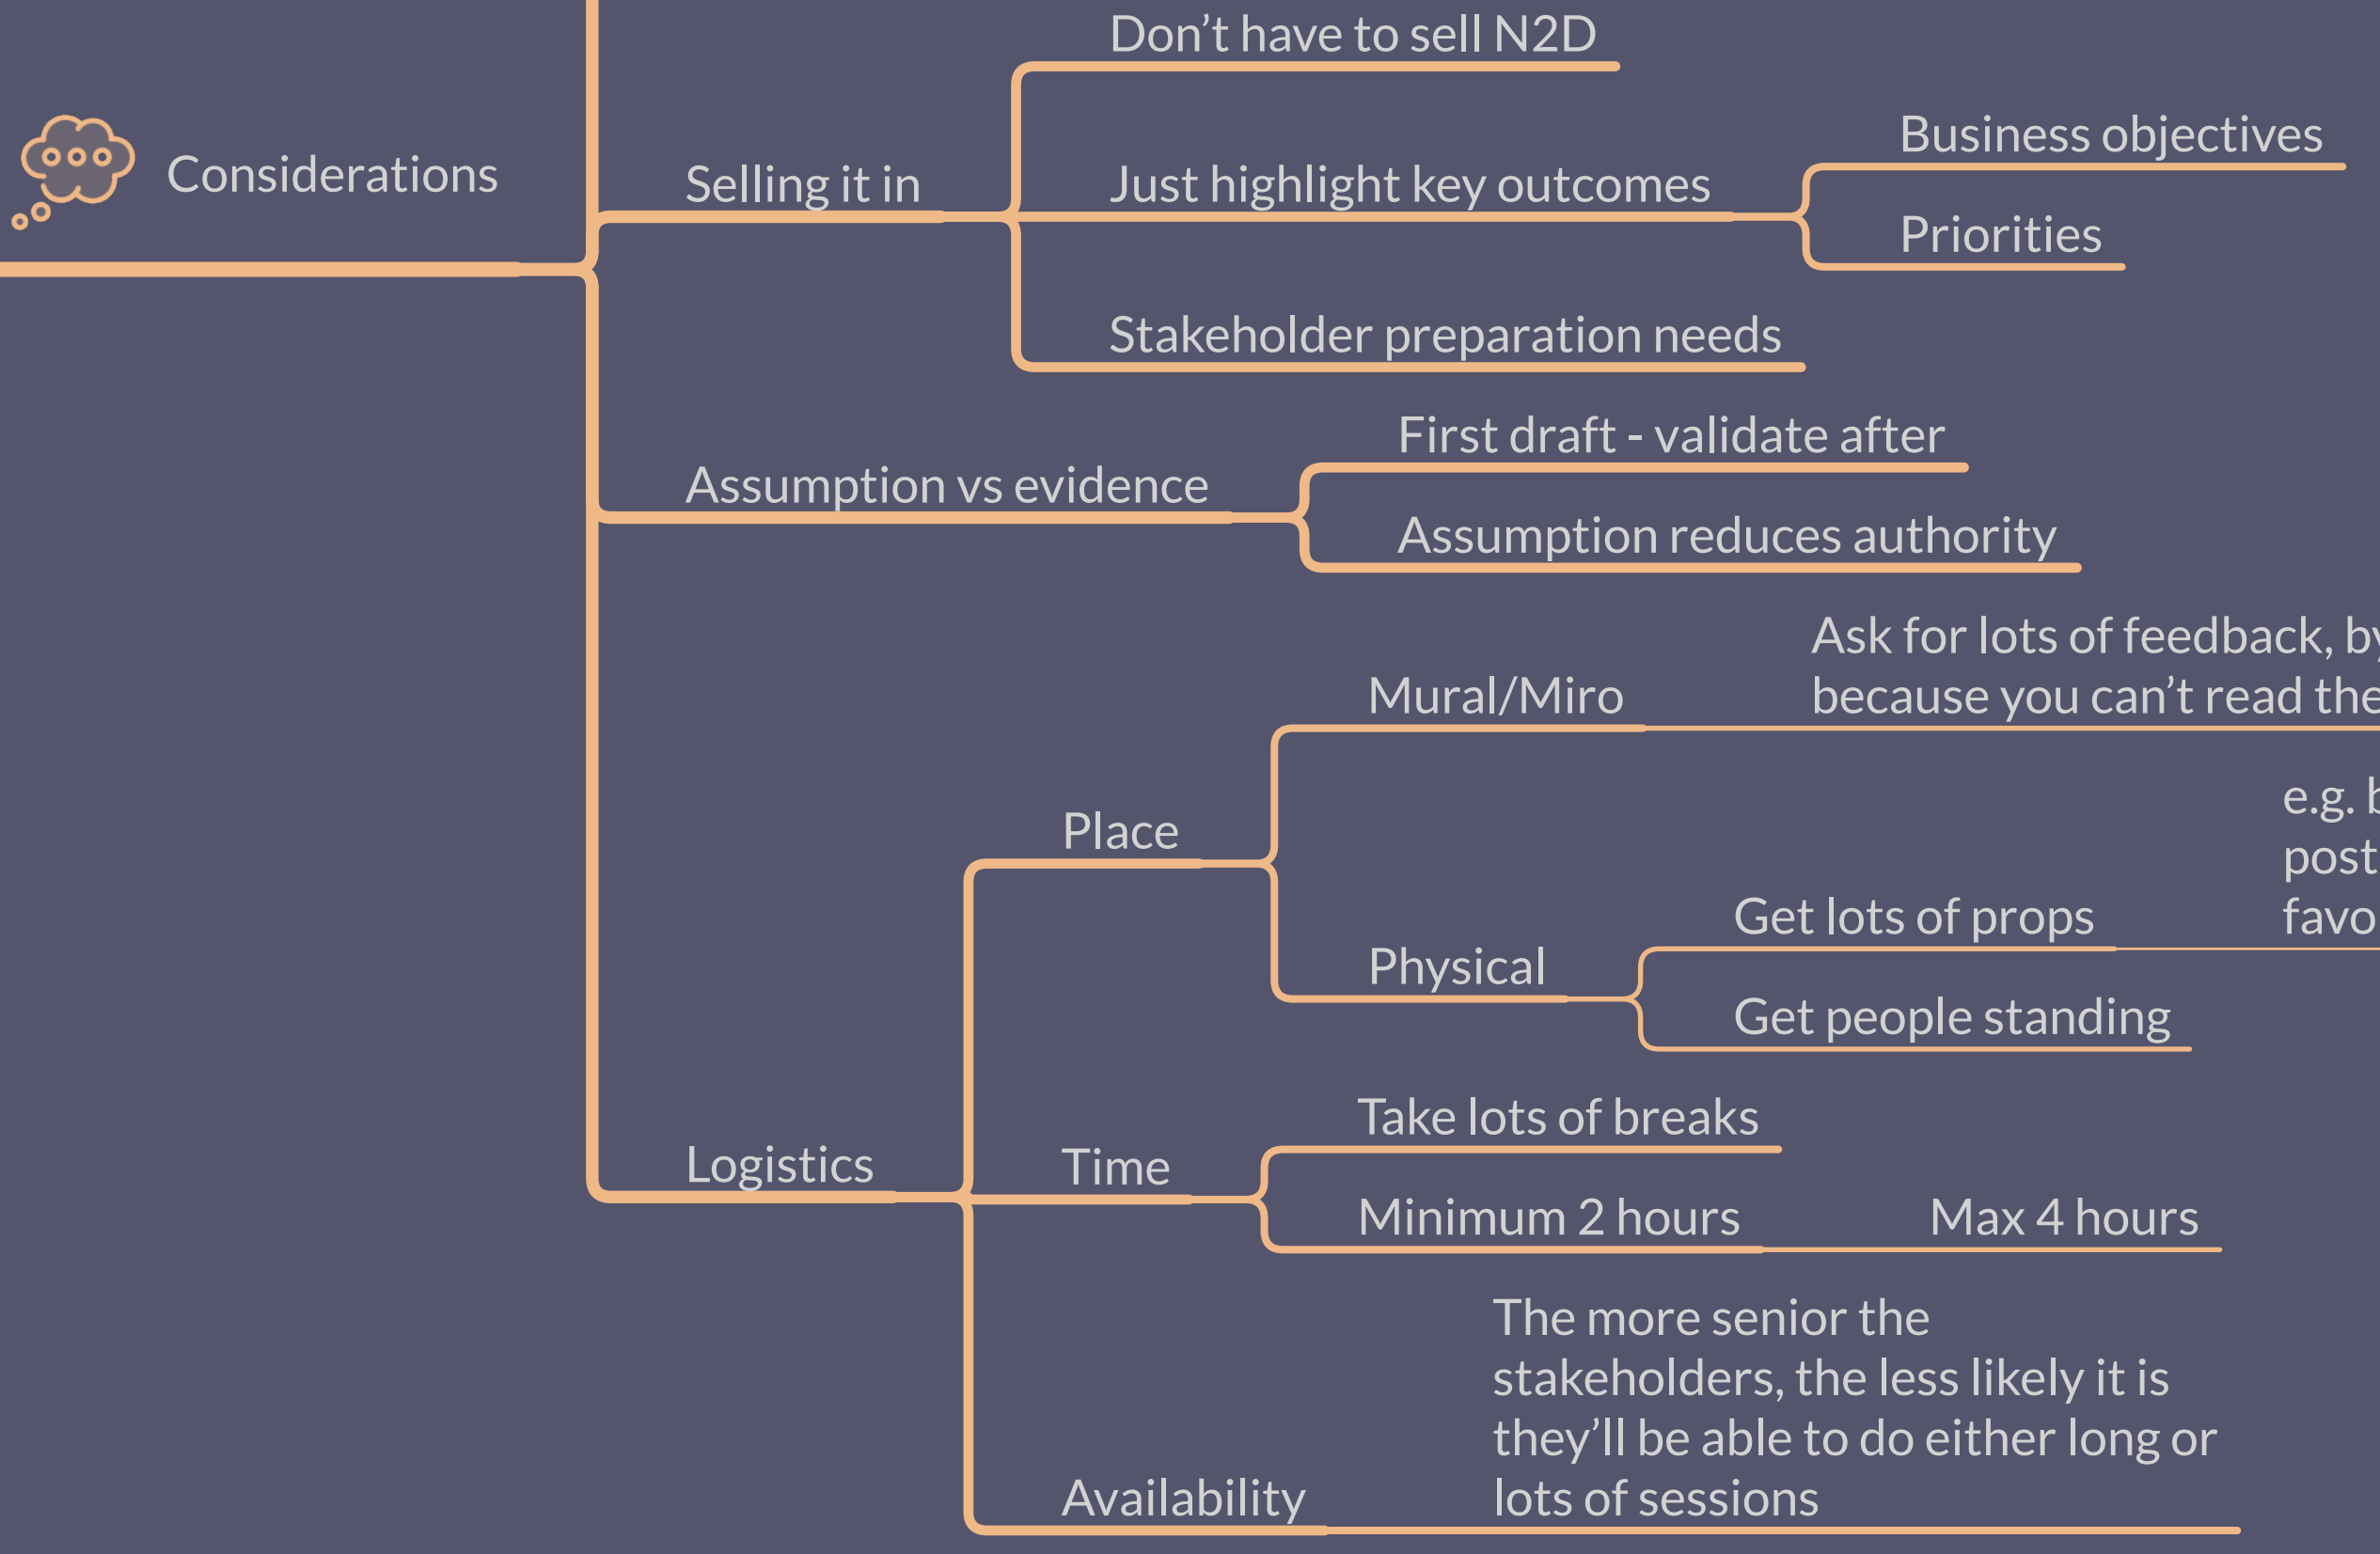 Don't have to sell N2D
Business objectives
Considerations
Selling it in
Just highlight key outcomes
Priorities
Stakeholder preparation needs
First draft - validate after
Assumption vs evidence
Assumption reduces authority
Ask for lots of feedback,
because you can't read
Mural/Miro
e.g.
Place
post
Get lots of props
Physical
Get people standing
Take lots of breaks
Logistics
Time
Minimum 2 hours
Max 4 hours
The more senior the
stakeholders, the less likely it is
they'll be able to do either long or
lots of sessions
Availability